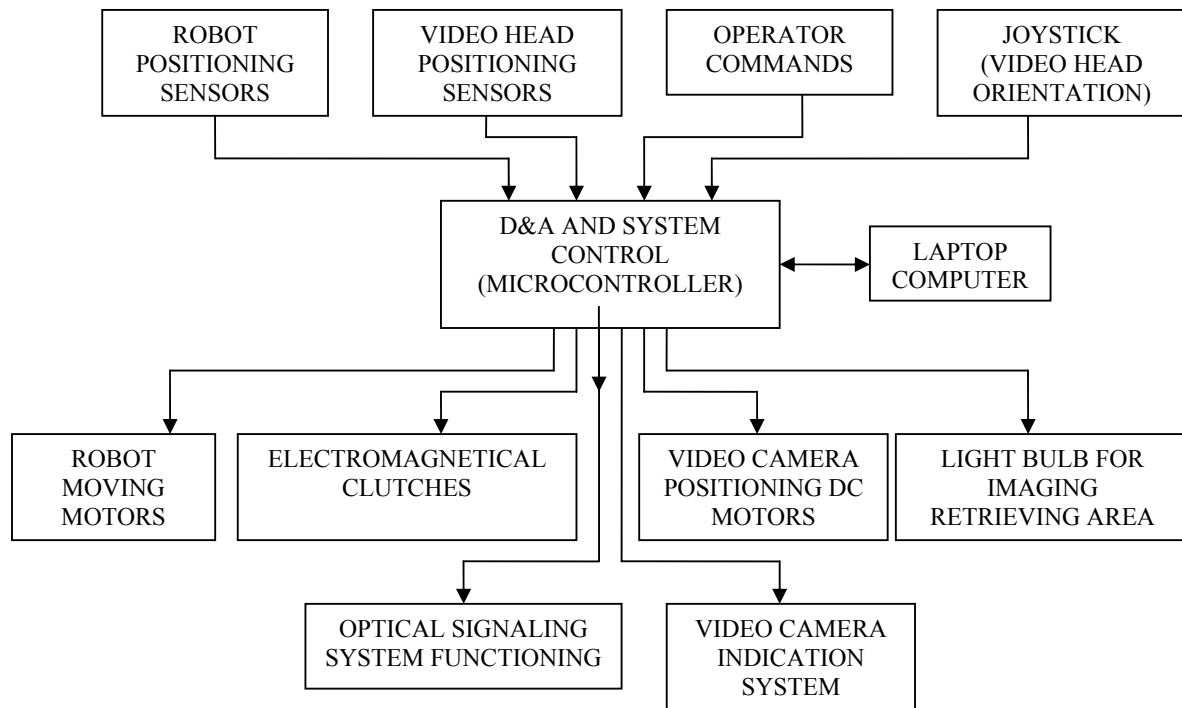 ROBOT
POSITIONING
SENSORS
VIDEO HEAD
POSITIONING
SENSORS
OPERATOR
COMMANDS
JOYSTICK
(VIDEO HEAD
ORIENTATION)
D&A AND SYSTEM
CONTROL
(MICROCONTROLLER)
LAPTOP
COMPUTER
ROBOT
MOVING
MOTORS
ELECTROMAGNETICAL
CLUTCHES
VIDEO CAMERA
POSITIONING DC
MOTORS
LIGHT BULB FOR
IMAGING
RETRIEVING AREA
OPTICAL SIGNALING
SYSTEM FUNCTIONING
VIDEO CAMERA
INDICATION
SYSTEM